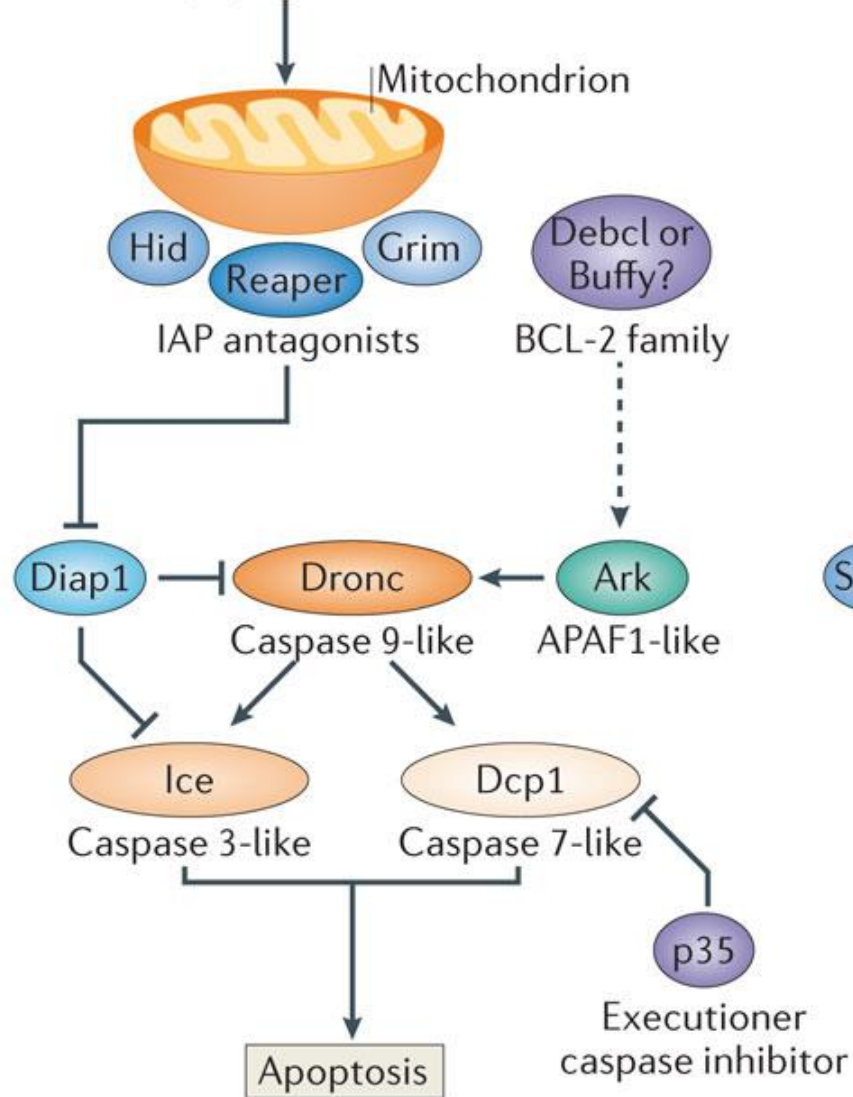 Mitochondrion
Hid
Reaper
Grim
IAP antagonists
Debcl or
Buffy?
BCL-2 family
Diap1
Dronc
Caspase 9-like
Ark
APAF1-like
S
Ice
Caspase 3-like
Dcp1
Caspase 7-like
p35
Executioner
caspase inhibitor
Apoptosis